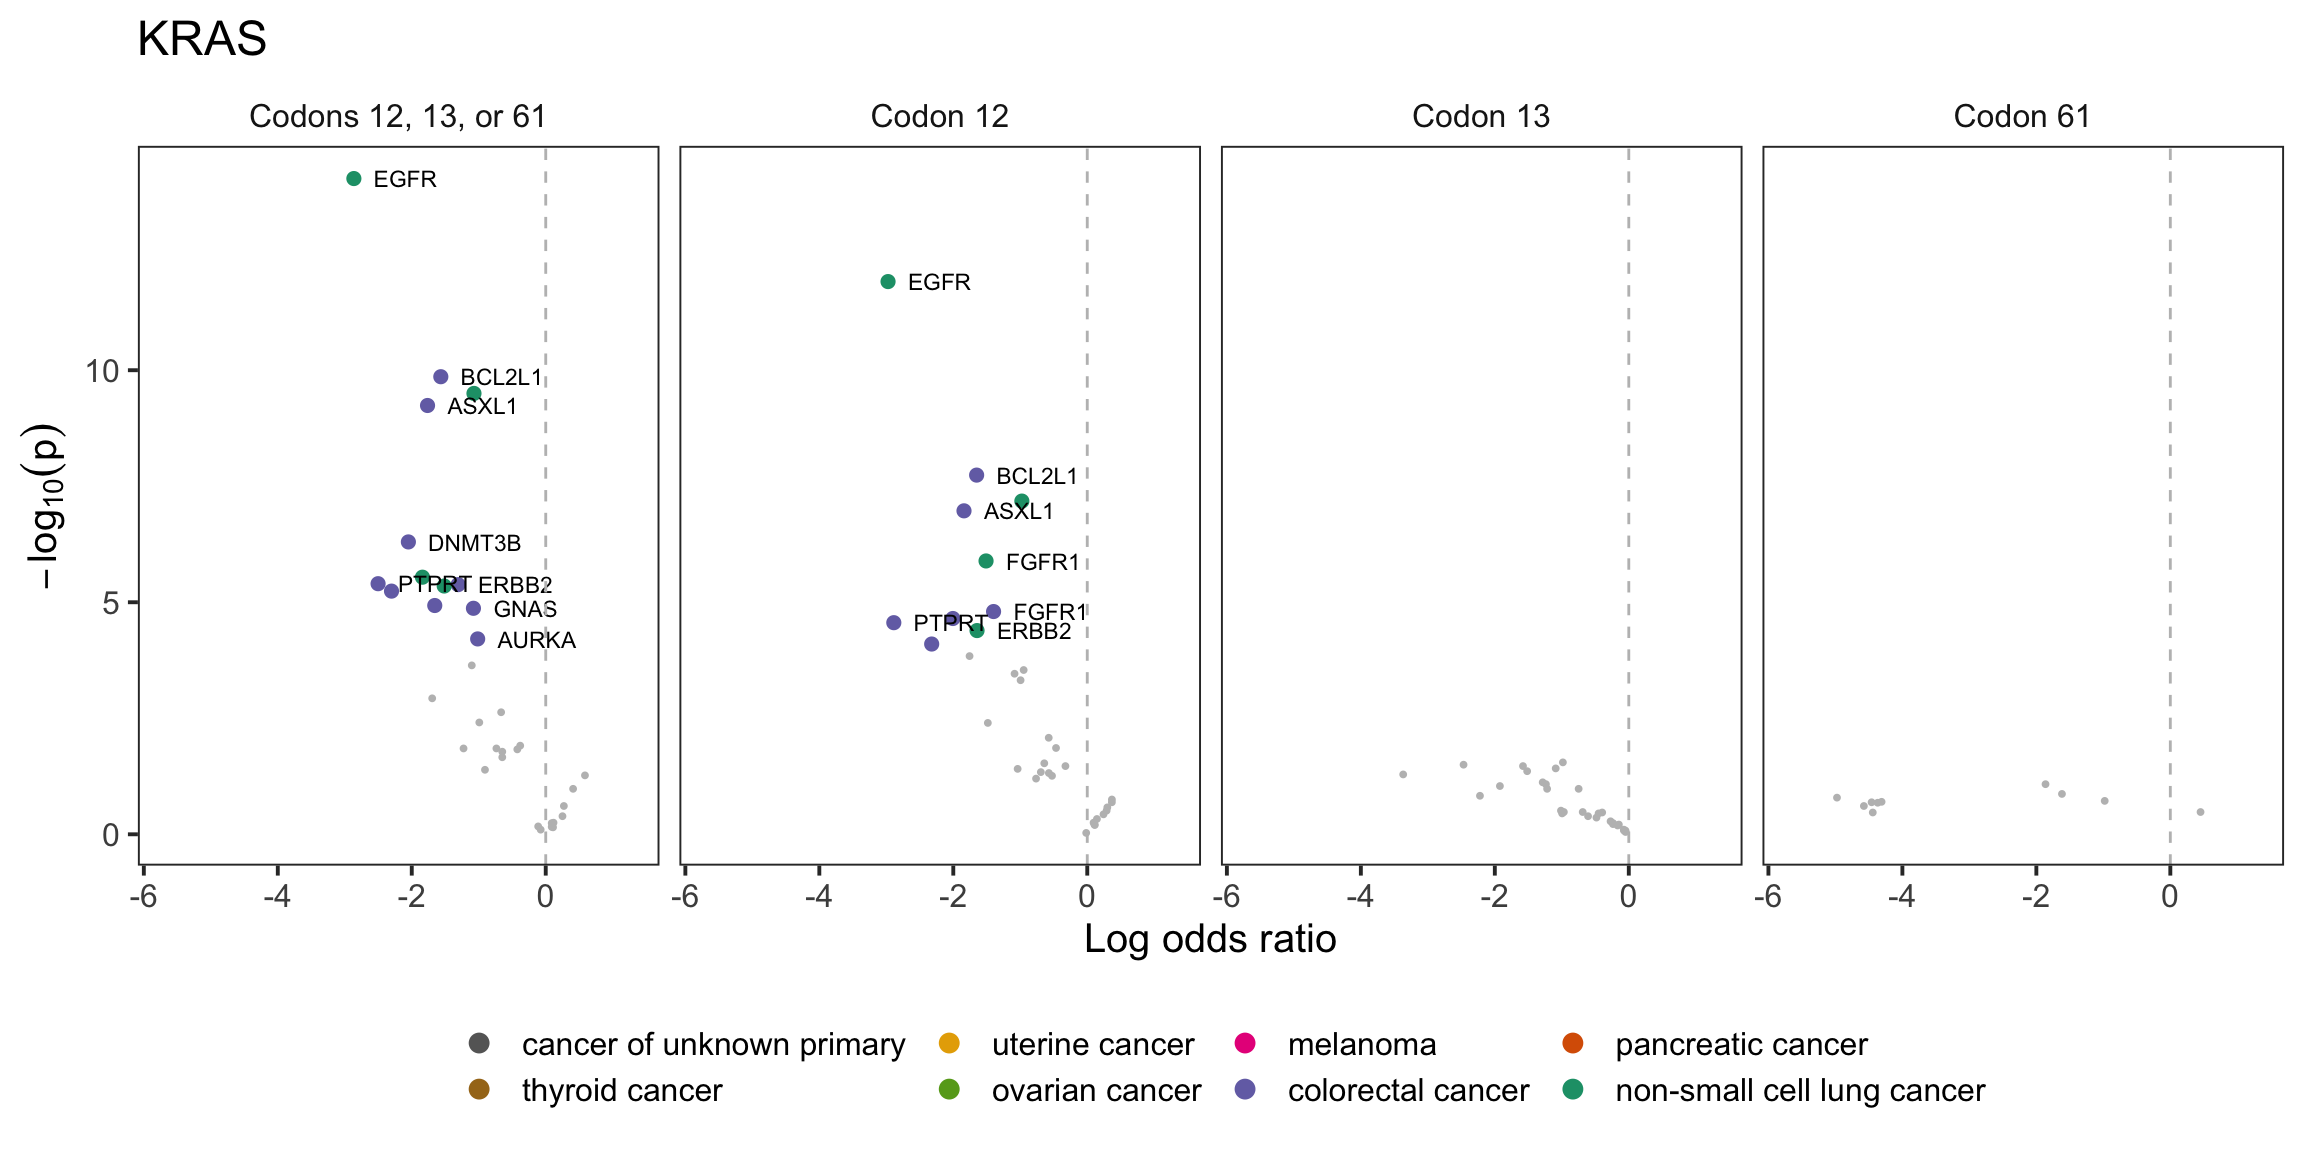 KRAS
Codons 12, 13, or 61
Codon 12
Codon 13
Codon 61
EGFR
BCL2L1
ASXL1
DNMT3B
PTPRT
ERBB2
GNAS
AURKA
EGFR
BCL2L1
ASXL1
FGFR1
FGFR1
PTPRT
ERBB2
10
5
0
−log10(p)
-6 -4 -2 0
-6 -4 -2 0
-6 -4 -2 0
-6 -4 -2 0
Log odds ratio
cancer of unknown primary uterine cancer melanoma pancreatic cancer
thyroid cancer ovarian cancer colorectal cancer non-small cell lung cancer